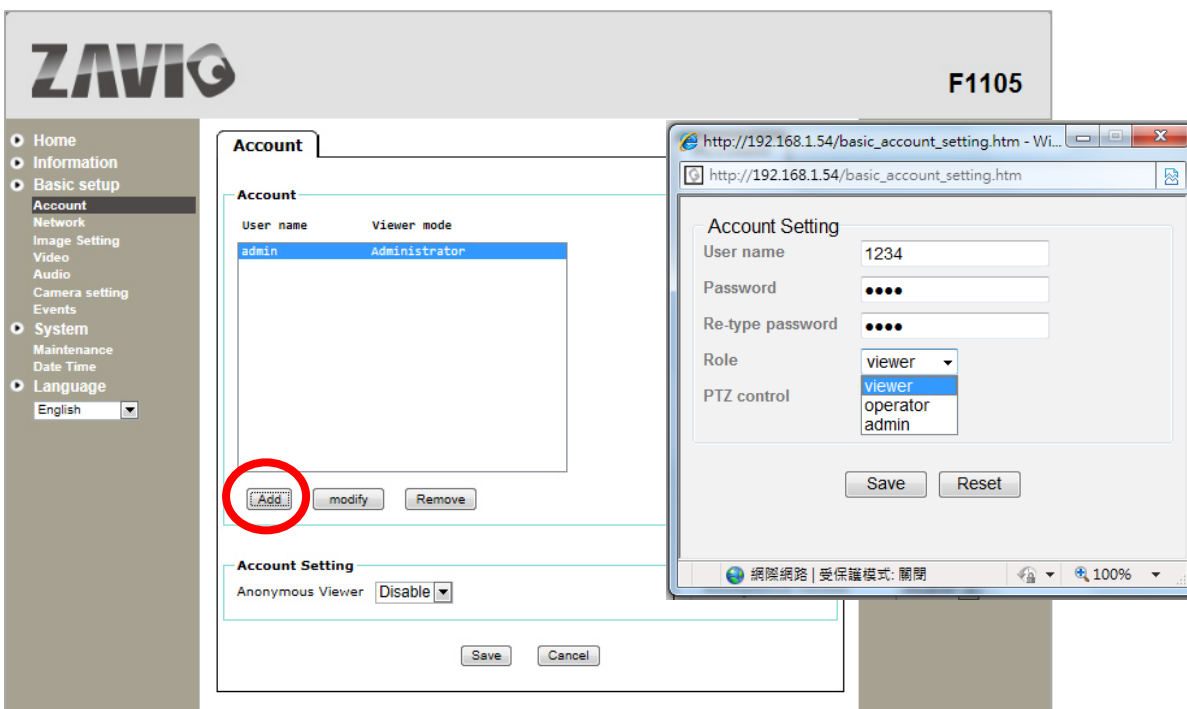 ZAVIO
F1105
Home
Information
Basic setup
Account
Network
Image Setting
Video
Audio
Camera setting
Events
System
Maintenance
Date Time
Language
English
Account
Account
User name Viewer mode
admin Administrator
Add modify Remove
Account Setting
Anonymous Viewer Disable
Save Cancel
http://192.168.1.54/basic_account_setting.htm - Wi...
http://192.168.1.54/basic_account_setting.htm
Account Setting
User name 1234
Password ••••
Re-type password ••••
Role viewer
viewer
PTZ control operator
admin
Save Reset
網際網路 | 受保護模式: 關閉 100%